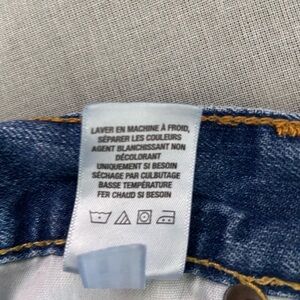 LAVER EN MACHINE À FROID,
SÉPARER LES COULEURS
AGENT BLANCHISSANT NON
DÉCOLORANT
UNIQUEMENT SI BESOIN
SÉCHAGE PAR CULBUTAGE
BASSE TEMPÉRATURE
FER CHAUD SI BESOIN